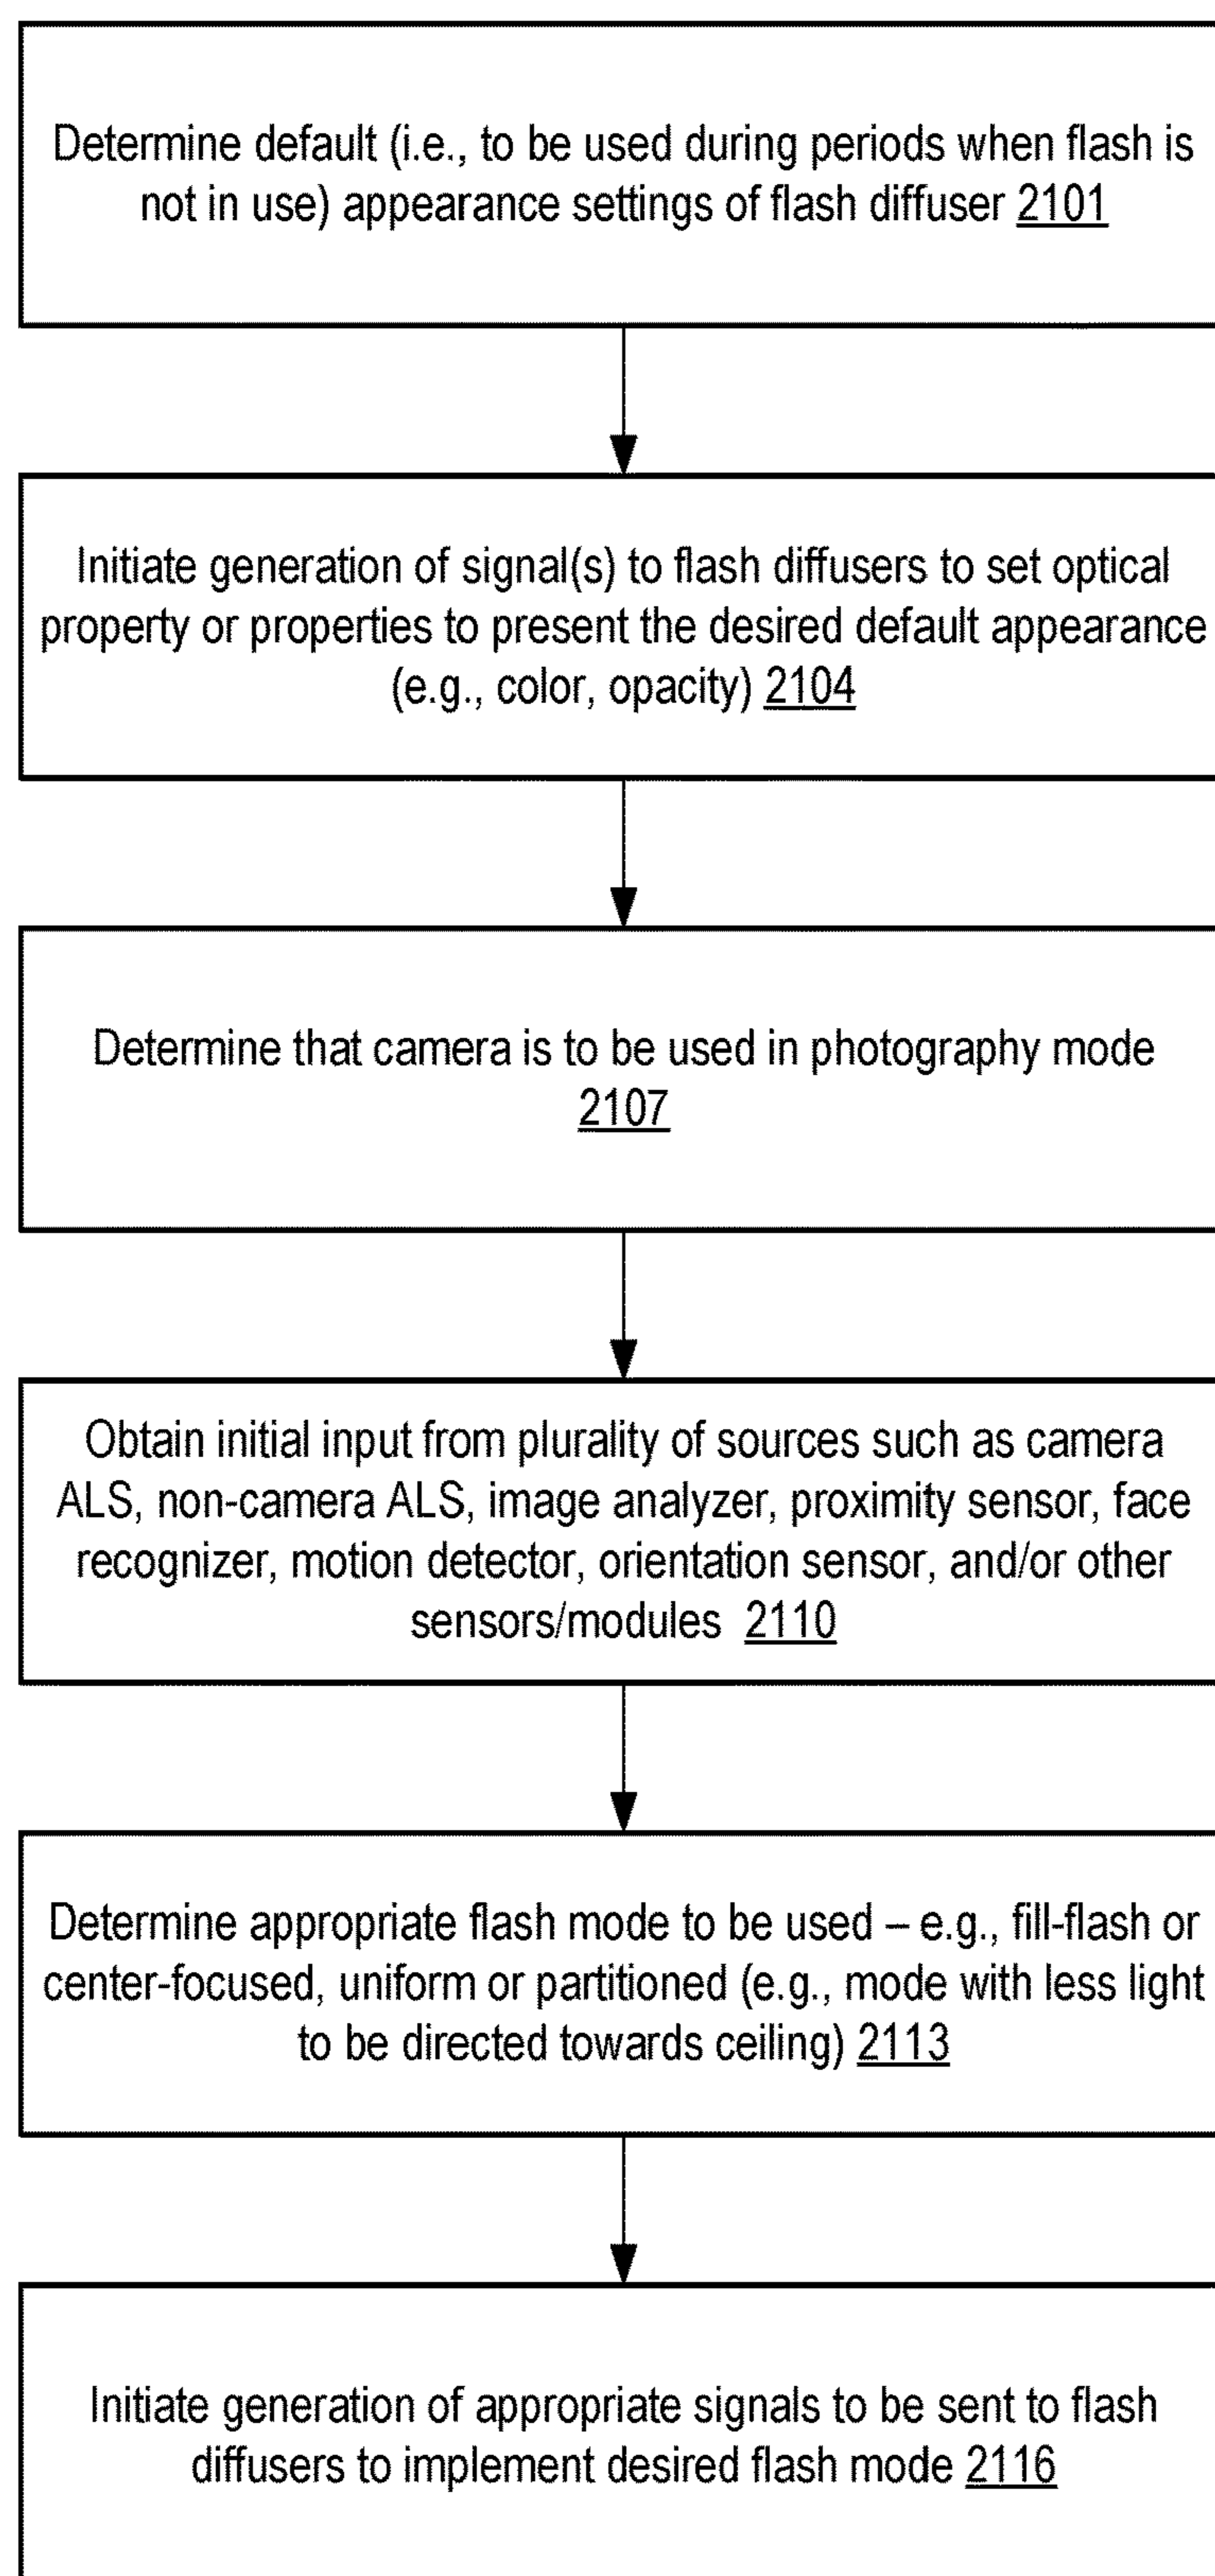 Determine default (i.e., to be used during periods when flash is
not in use) appearance settings of flash diffuser 2101
Initiate generation of signal(s) to flash diffusers to set optical
property or properties to present the desired default appearance
(e.g., color, opacity) 2104
Determine that camera is to be used in photography mode
2107
Obtain initial input from plurality of sources such as camera
ALS, non-camera ALS, image analyzer, proximity sensor, face
recognizer, motion detector, orientation sensor, and/or other
sensors/modules 2110
Determine appropriate flash mode to be used – e.g., fill-flash or
center-focused, uniform or partitioned (e.g., mode with less light
to be directed towards ceiling) 2113
Initiate generation of appropriate signals to be sent to flash
diffusers to implement desired flash mode 2116